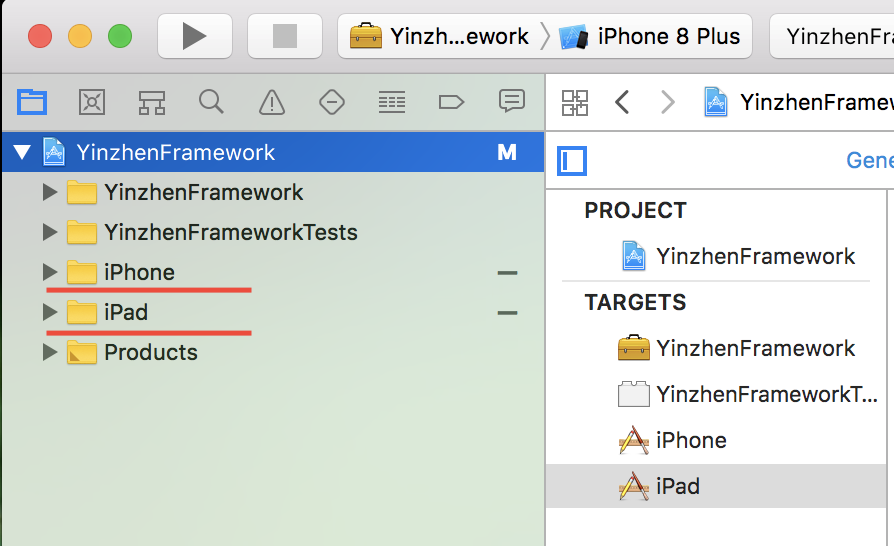 Yinzh...ework
iPhone 8 Plus
YinzhenFra
YinzhenFramew
YinzhenFramework M
Gene
YinzhenFramework
YinzhenFrameworkTests
iPhone
iPad
Products
PROJECT
YinzhenFramework
TARGETS
YinzhenFramework
YinzhenFrameworkT...
iPhone
iPad